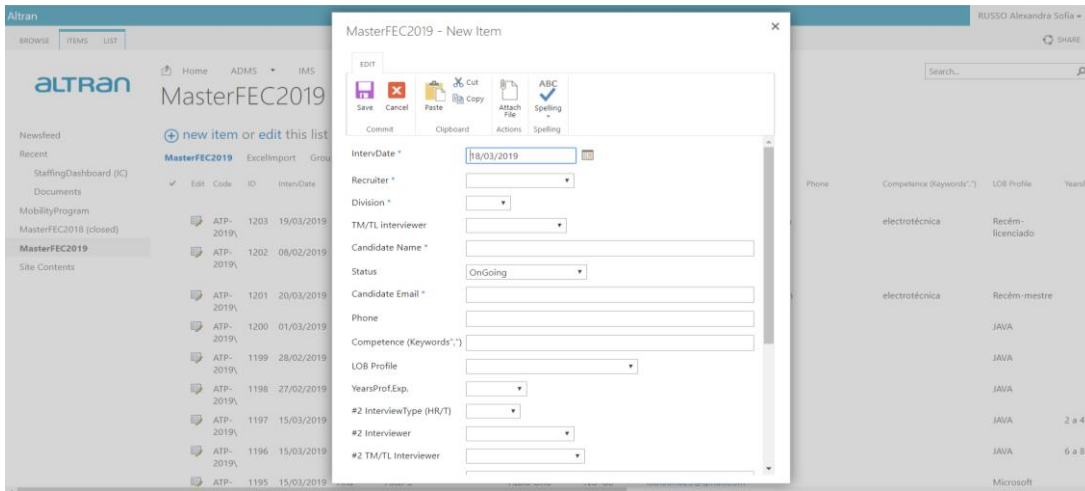 Altran
RUSSO Alexandra Sofia
BROWSE ITEMS LIST
SHARE
altran
Home ADMS IMS
Search...
MasterFEC2019
new item or edit this list
MasterFEC2019 ExcelImport Grou
Newsfeed
Recent
StaffingDashboard (IC)
Documents
MobilityProgram
MasterFEC2018 (closed)
MasterFEC2019
Site Contents
Edit Code ID IntervDate
Phone Competence (Keywords",") LOB Profile
ATP-2019\ 1203 19/03/2019 electrotécnica Recém-licenciado
ATP-2019\ 1202 08/02/2019
ATP-2019\ 1201 20/03/2019 electrotécnica Recém-mestre
ATP-2019\ 1200 01/03/2019 JAVA
ATP-2019\ 1199 28/02/2019 JAVA
ATP-2019\ 1198 27/02/2019 JAVA
ATP-2019\ 1197 15/03/2019 JAVA 2 a 4
ATP-2019\ 1196 15/03/2019 JAVA 6 a 8
ATP- 1195 15/03/2019 Microsoft
MasterFEC2019 - New Item
EDIT
Save Cancel Paste Cut Copy Attach File ABC Spelling
Commit Clipboard Actions Spelling
IntervDate * 18/03/2019
Recruiter *
Division *
TM/TL interviewer
Candidate Name *
Status OnGoing
Candidate Email *
Phone
Competence (Keywords",")
LOB Profile
YearsProf.Exp.
#2 InterviewType (HR/T)
#2 Interviewer
#2 TM/TL Interviewer